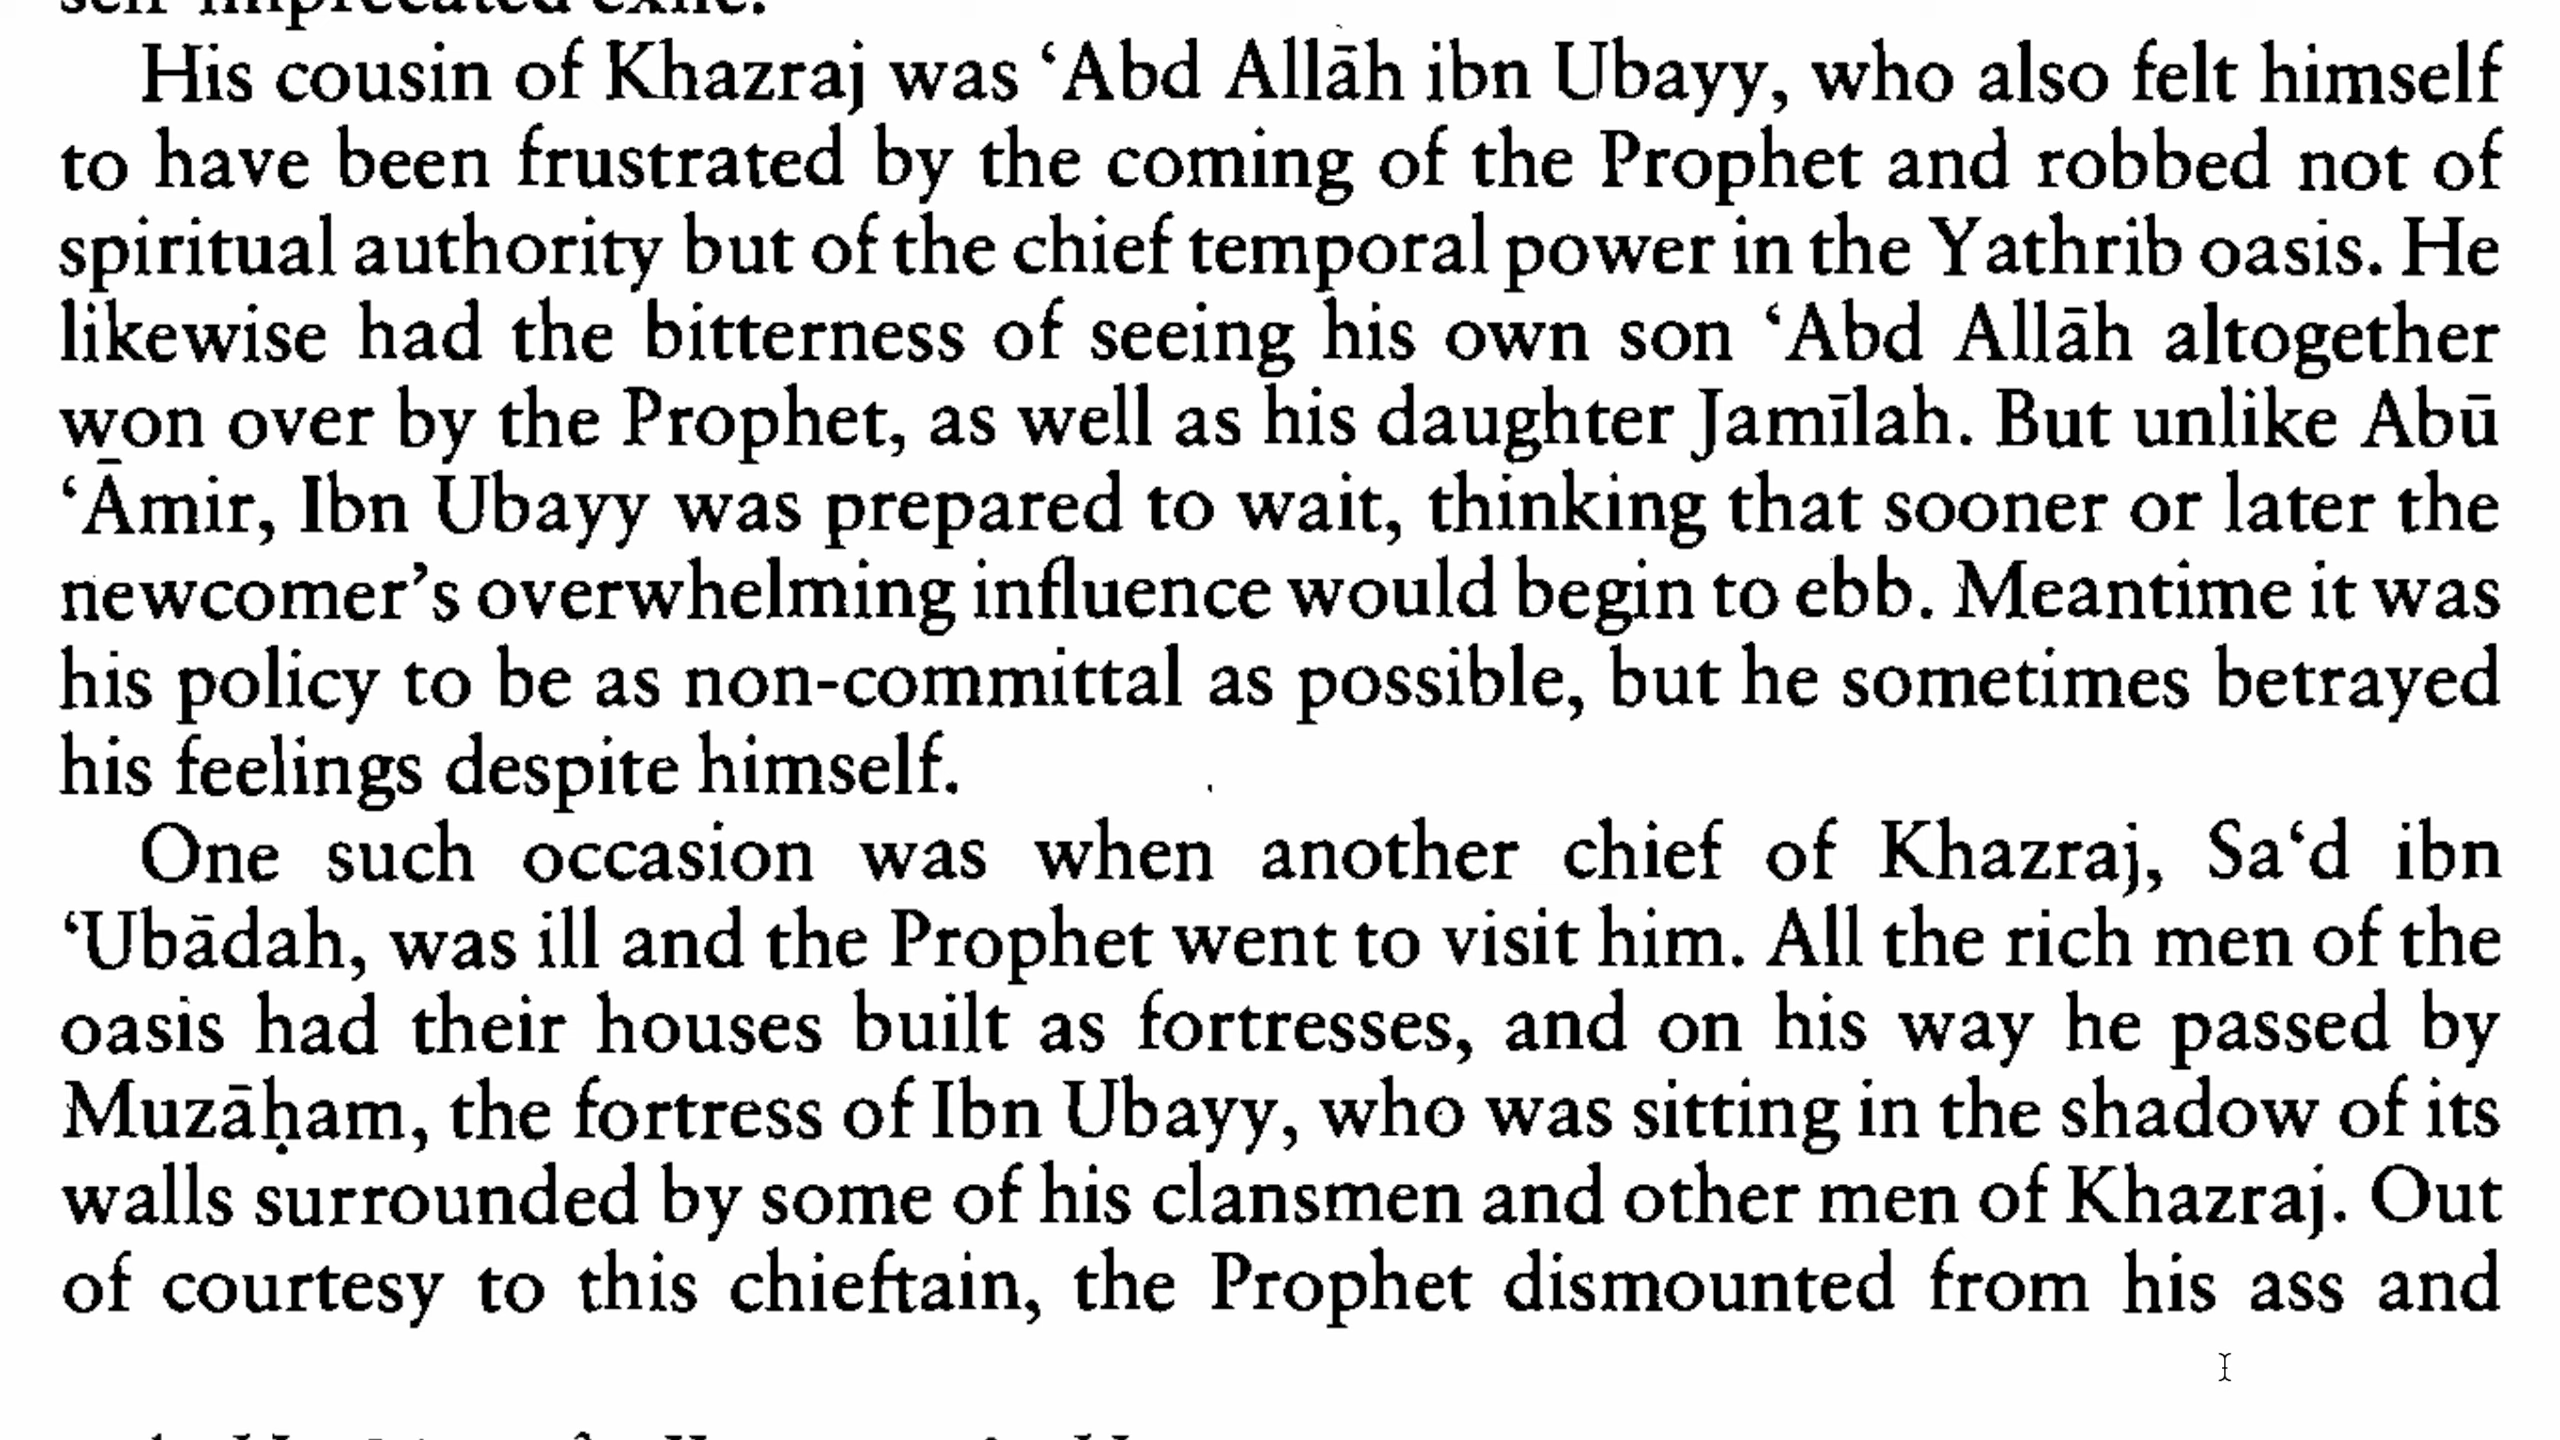 His cousin of Khazraj was ‘Abd Allāh ibn Ubayy, who also felt himself
to have been frustrated by the coming of the Prophet and robbed not of
spiritual authority but of the chief temporal power in the Yathrib oasis. He
likewise had the bitterness of seeing his own son ‘Abd Allāh altogether
won over by the Prophet, as well as his daughter Jamīlah. But unlike Abū
‘Āmir, Ibn Ubayy was prepared to wait, thinking that sooner or later the
newcomer’s overwhelming influence would begin to ebb. Meantime it was
his policy to be as non-committal as possible, but he sometimes betrayed
his feelings despite himself.
One such occasion was when another chief of Khazraj, Sa‘d ibn
‘Ubādah, was ill and the Prophet went to visit him. All the rich men of the
oasis had their houses built as fortresses, and on his way he passed by
Muzāḥam, the fortress of Ibn Ubayy, who was sitting in the shadow of its
walls surrounded by some of his clansmen and other men of Khazraj. Out
of courtesy to this chieftain, the Prophet dismounted from his ass and